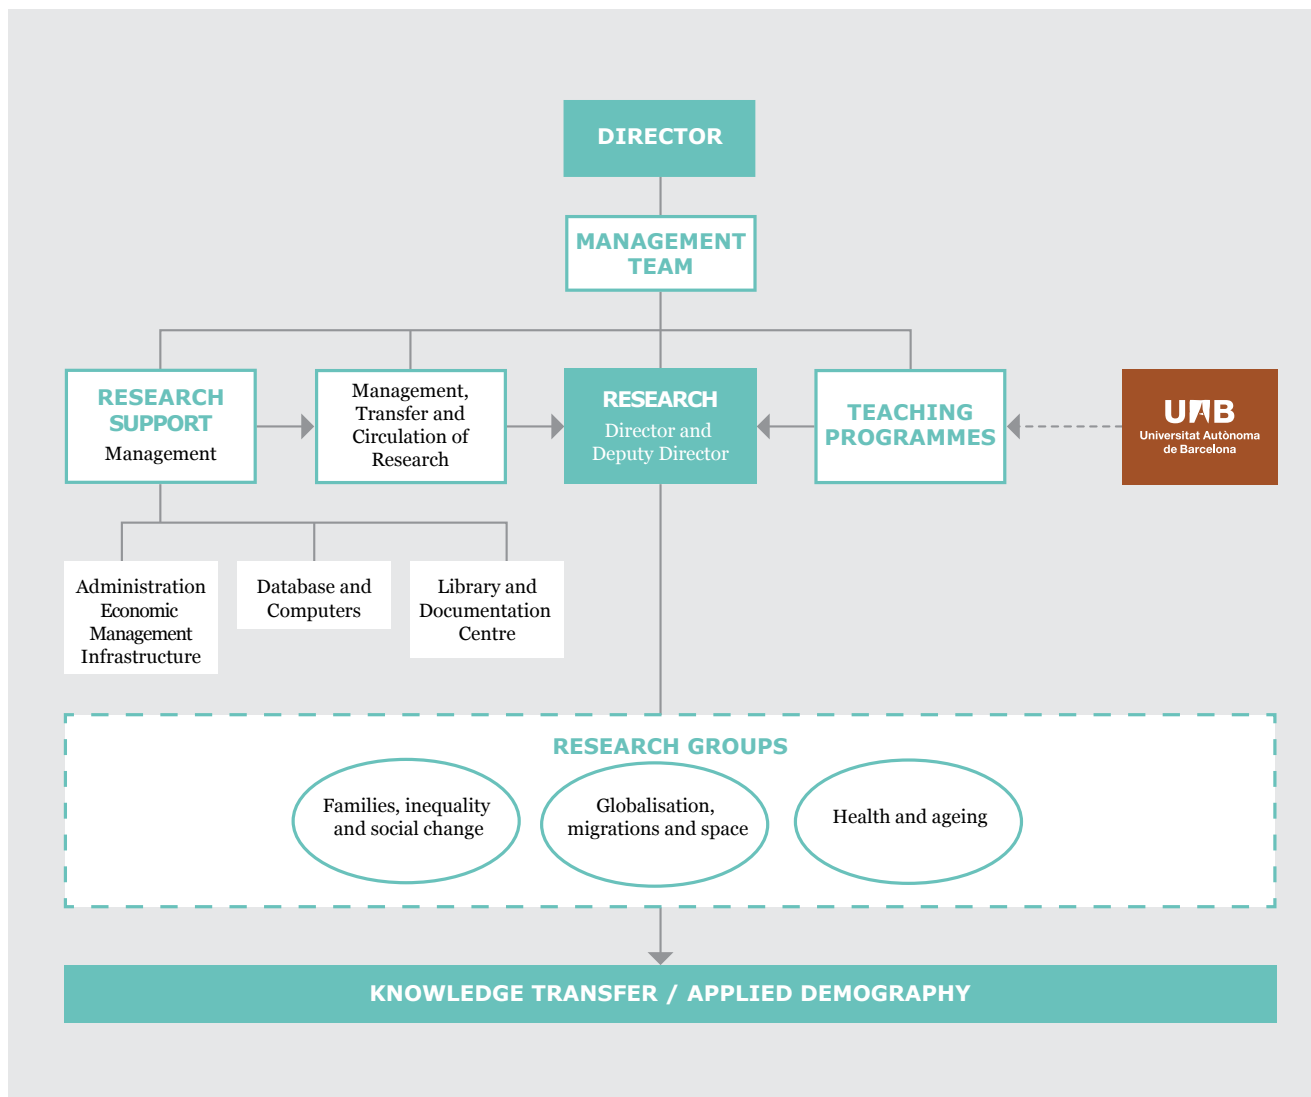 DIRECTOR
MANAGEMENT
TEAM
RESEARCH
SUPPORT
Management
Management,
Transfer and
Circulation of
Research
RESEARCH
Director and
Deputy Director
TEACHING
PROGRAMMES
UAB
Universitat Autònoma
de Barcelona
Administration
Economic
Management
Infrastructure
Database and
Computers
Library and
Documentation
Centre
RESEARCH GROUPS
Families, inequality
and social change
Globalisation,
migrations and space
Health and ageing
KNOWLEDGE TRANSFER / APPLIED DEMOGRAPHY